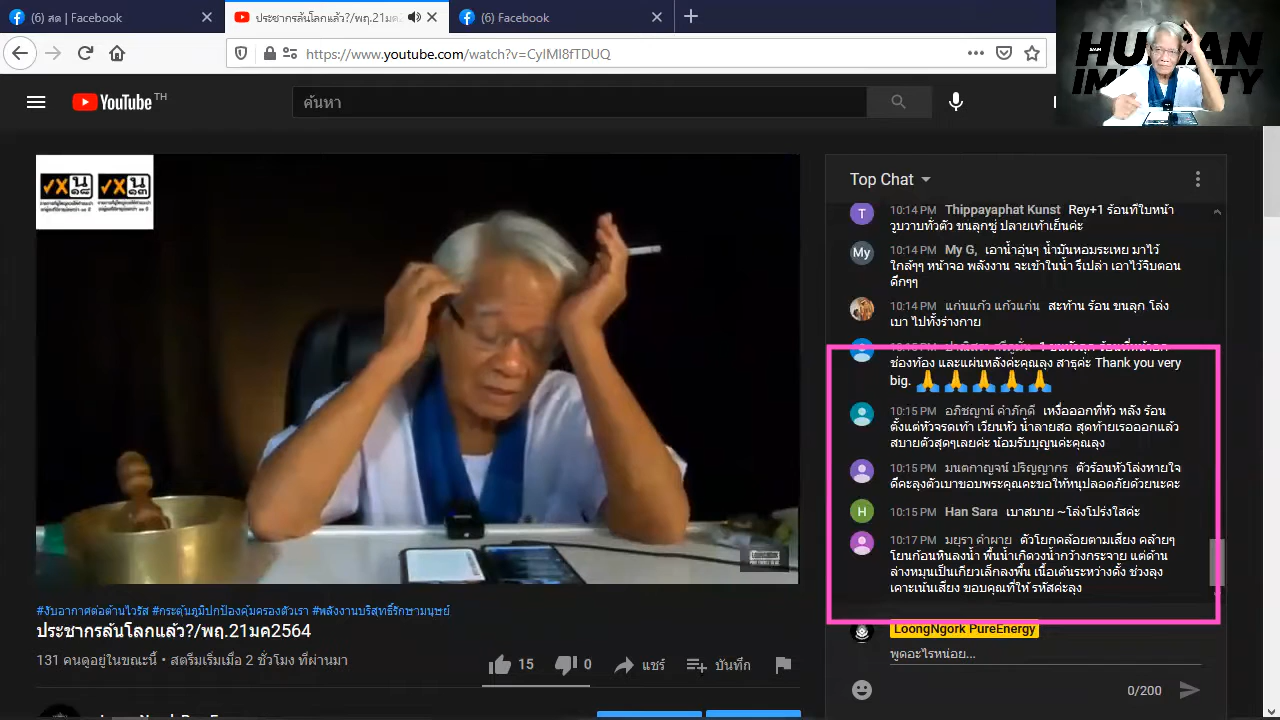 (6) สด | Facebook
ประชากรล้นโลกแล้ว?/พฤ.21มค2
(6) Facebook
https://www.youtube.com/watch?v=CyIMI8fTDUQ
HUMAN
YouTube TH
ค้นหา
Top Chat
10:14 PM Thippayaphat Kunst Rey+1 ร้อนที่ใบหน้า
วูบวาบทั่วตัว ขนลุกซู่ ปลายเท้าเย็นค่ะ
10:14 PM My G, เอาน้ำอุ่นๆ น้ำมันหอมระเหย มาไว้
ใกล้ๆๆ หน้าจอ พลังงาน จะเข้าในน้ำ รึเปล่า เอาไว้จิบตอน
ดึกๆๆ
10:14 PM แก่นแก้ว แก้วแก่น สะท้าน ร้อน ขนลุก โล่ง
เบา ไปทั้งร่างกาย
ช่องท้อง และแผ่นหลังค่ะคุณลุง สาธุค่ะ Thank you very
big. 🙏🙏🙏🙏🙏
10:15 PM อภิชญาน์ คำภักดี เหงื่อออกที่หัว หลัง ร้อน
ตั้งแต่หัวจรดเท้า เวียนหัว น้ำลายสอ สุดท้ายเรอออกแล้ว
สบายตัวสุดๆเลยค่ะ น้อมรับบุญนค่ะคุณลุง
10:15 PM มนตกาญจน์ ปริญญากร ตัวร้อนหัวโล่งหายใจ
ดีคะลุงตัวเบาขอบพระคุณคะขอให้หนุปลอดภัยด้วยนะคะ
10:15 PM Han Sara เบาสบาย ~โล่งโปร่งใสค่ะ
10:17 PM มยุรา คำผาย ตัวโยกคล้อยตามเสียง คล้ายๆ
โยนก้อนหินลงน้ำ พื้นน้ำเกิดวงน้ำกว้างกระจาย แต่ด้าน
ล่างหมุนเป็นเกียวเล็กลงพื้น เนื้อเต้นระหว่างตั้ง ช่วงลุง
เคาะเน้นเสียง ขอบคุณที่ให้ รหัสค่ะลุง
LoongNgork PureEnergy
พูดอะไรหน่อย...
0/200
#งับอากาศต่อต้านไวรัส #กระตุ้นภูมิปกป้องคุ้มครองตัวเรา #พลังงานบริสุทธิ์รักษามนุษย์
ประชากรล้นโลกแล้ว?/พฤ.21มค2564
131 คนดูอยู่ในขณะนี้ • สตรีมเริ่มเมื่อ 2 ชั่วโมง ที่ผ่านมา
15
0
แชร์
บันทึก